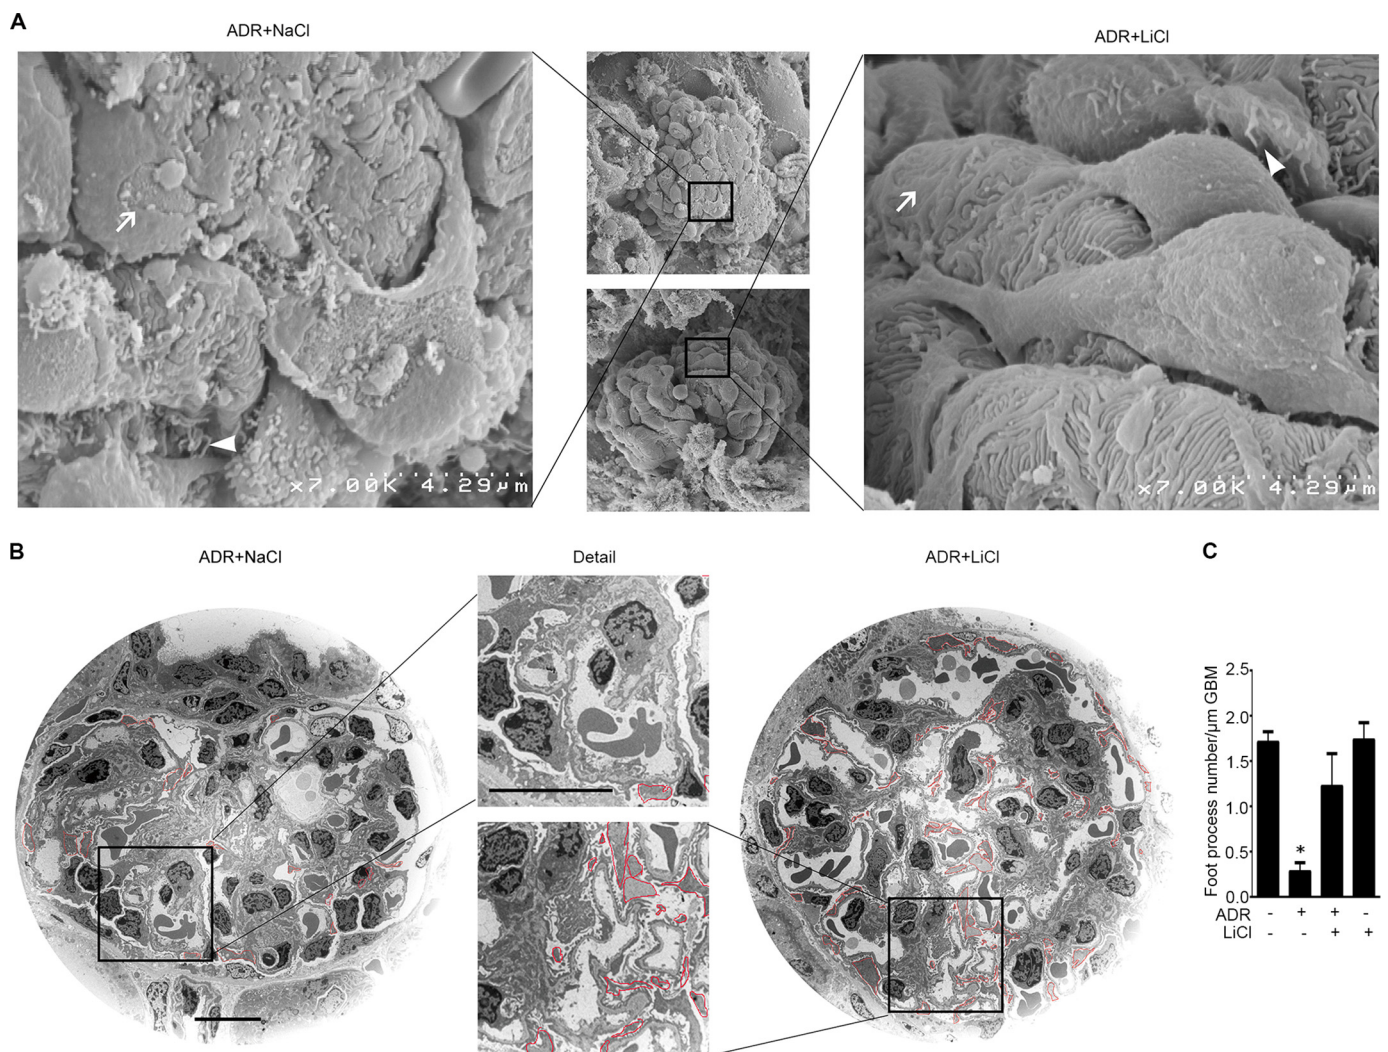 A
ADR+NaCl
ADR+LiCl
x7.00K 4.29µm
x7.00K 4.29µm
B
ADR+NaCl
Detail
ADR+LiCl
C
Foot process number/µm GBM
2.5
2.0
1.5
1.0
0.5
0.0
*
ADR - + + -
LiCl - - + +